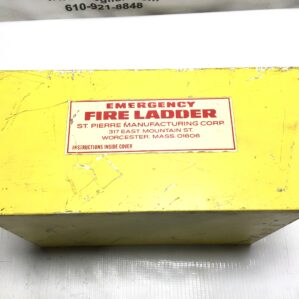 610-921-8848
EMERGENCY
FIRE LADDER
ST. PIERRE MANUFACTURING CORP.
317 EAST MOUNTAIN ST.
WORCESTER, MASS. 01606
INSTRUCTIONS INSIDE COVER